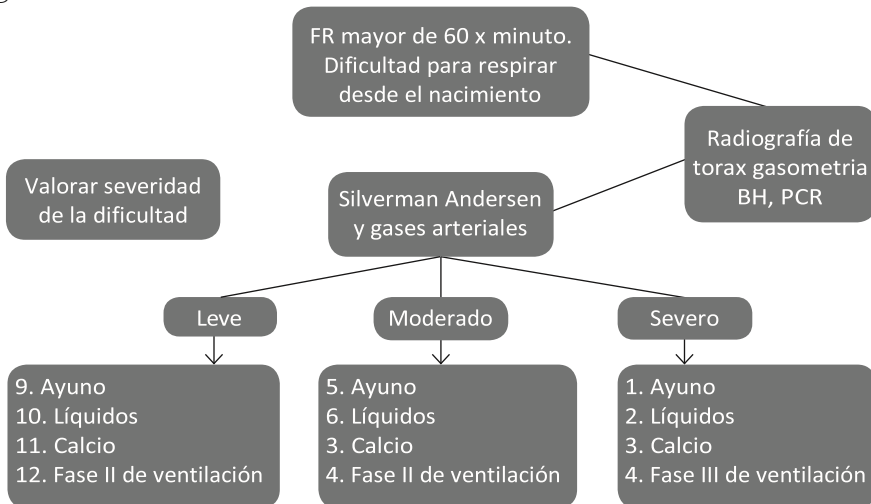 FR mayor de 60 x minuto.
Dificultad para respirar
desde el nacimiento
Radiografía de
torax gasometria
BH, PCR
Valorar severidad
de la dificultad
Silverman Andersen
y gases arteriales
Leve
Moderado
Severo
9. Ayuno
10. Líquidos
11. Calcio
12. Fase II de ventilación
5. Ayuno
6. Líquidos
3. Calcio
4. Fase II de ventilación
1. Ayuno
2. Líquidos
3. Calcio
4. Fase III de ventilación